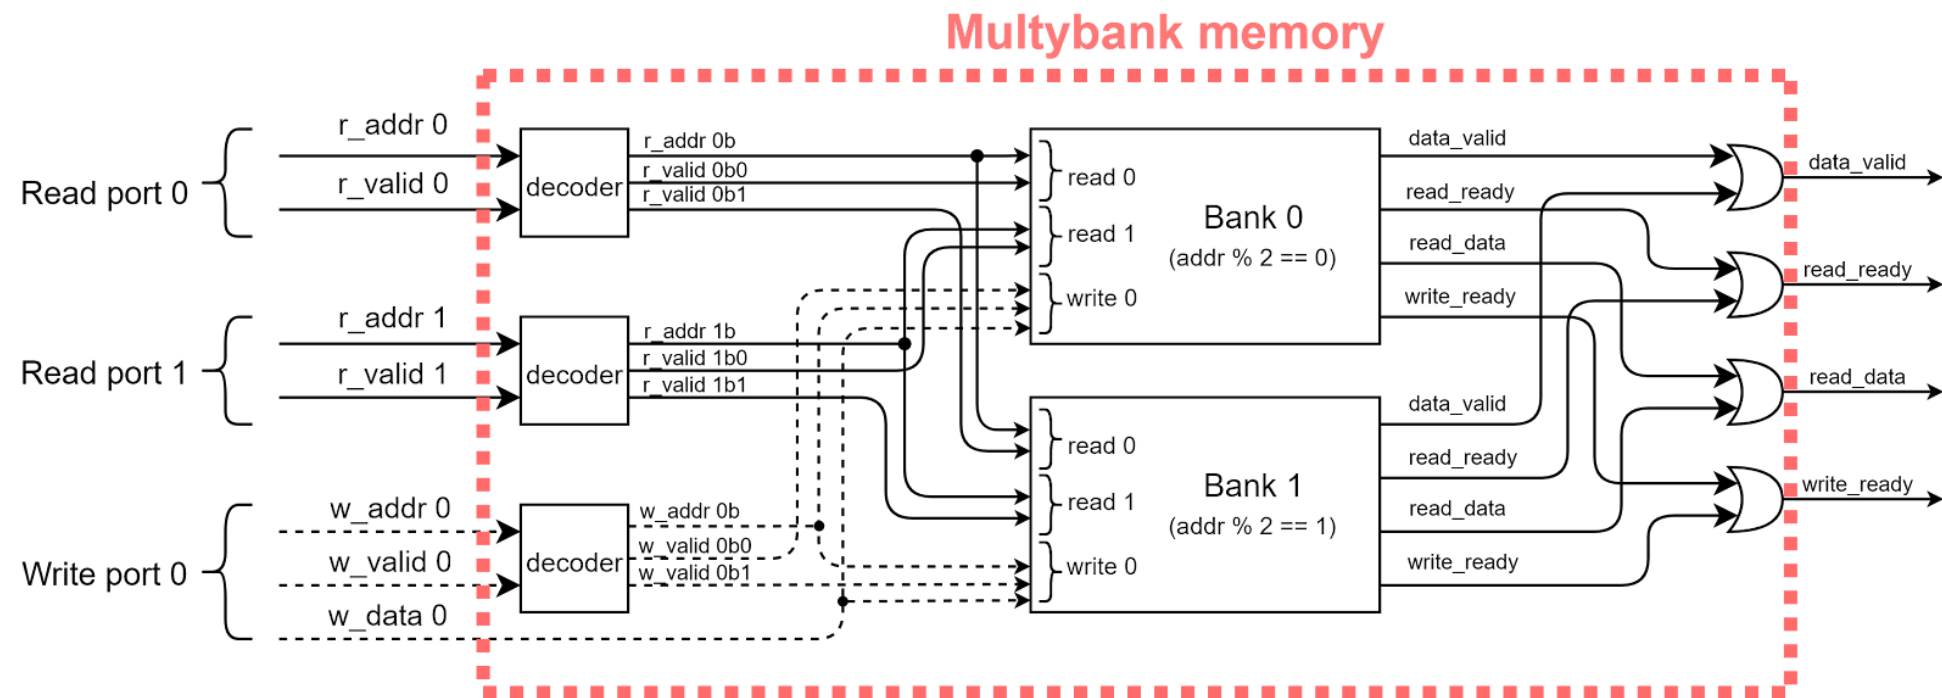 Multybank memory
Read port 0
r_addr 0
r_valid 0
decoder
r_addr 0b
r_valid 0b0
r_valid 0b1
Read port 1
r_addr 1
r_valid 1
decoder
r_addr 1b
r_valid 1b0
r_valid 1b1
Write port 0
w_addr 0
w_valid 0
w_data 0
decoder
w_addr 0b
w_valid 0b0
w_valid 0b1
read 0
read 1
write 0
Bank 0
(addr % 2 == 0)
data_valid
read_ready
read_data
write_ready
read 0
read 1
write 0
Bank 1
(addr % 2 == 1)
data_valid
read_ready
read_data
write_ready
data_valid
read_ready
read_data
write_ready